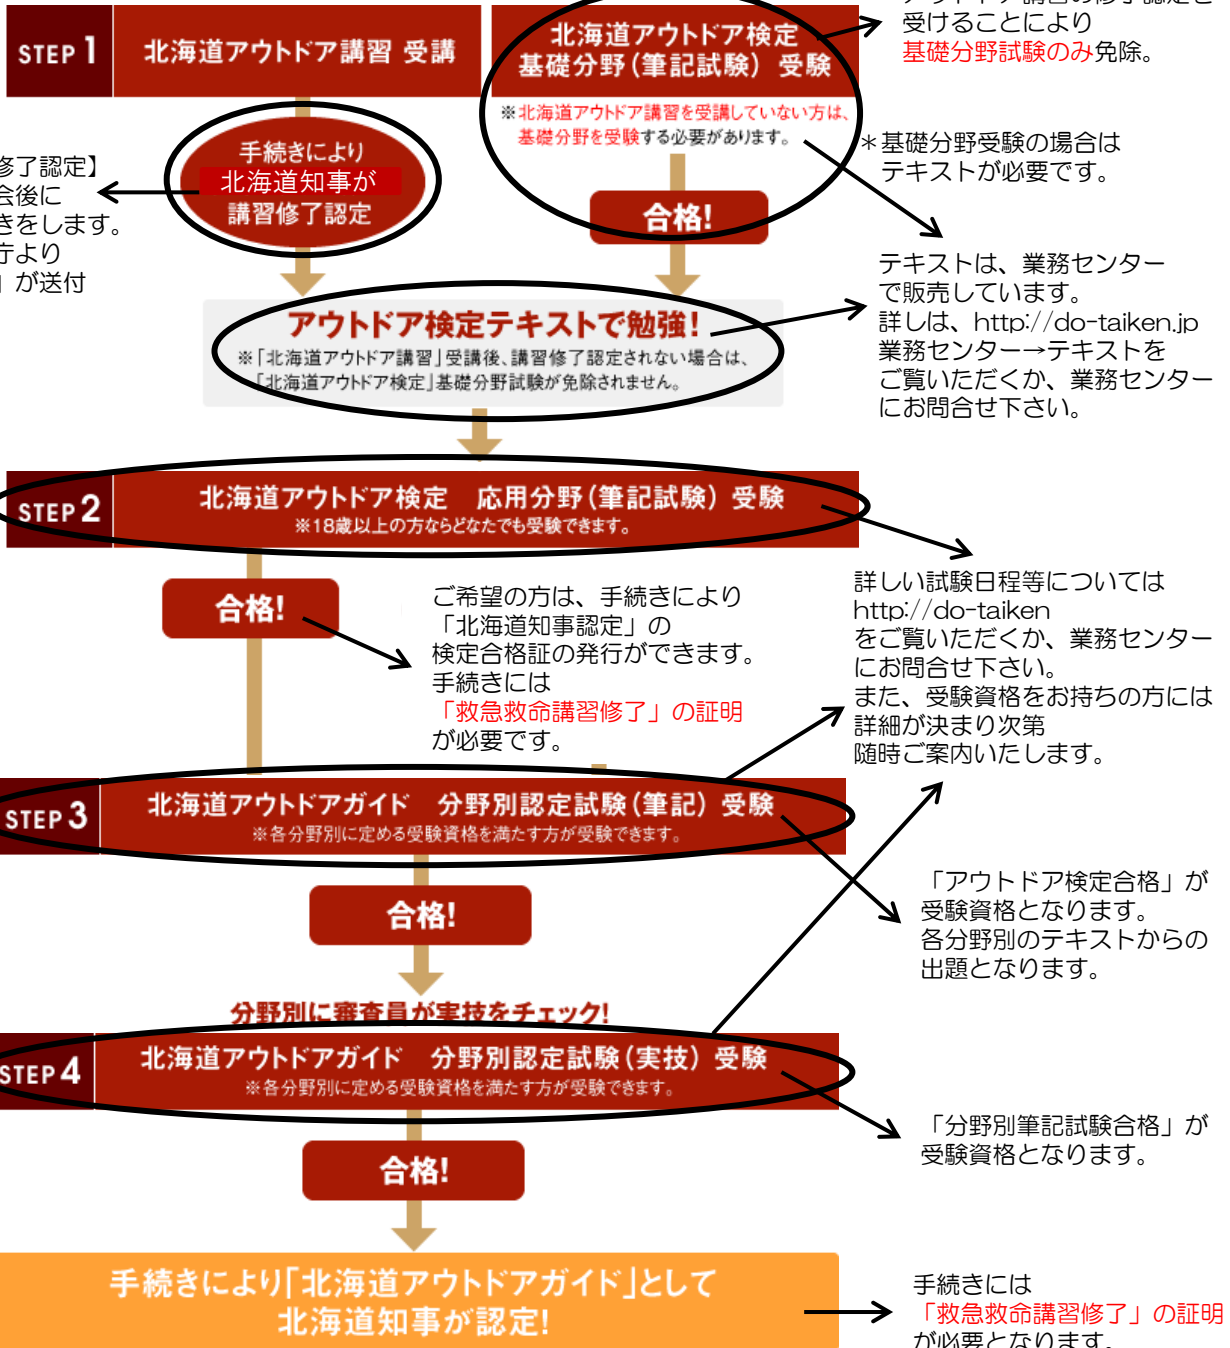 アウトドア講習の修了認定を
受けることにより
基礎分野試験のみ免除。
STEP 1
北海道アウトドア講習 受講
北海道アウトドア検定
基礎分野(筆記試験) 受験
※北海道アウトドア講習を受講していない方は、
基礎分野を受験する必要があります。
＊基礎分野受験の場合は
テキストが必要です。
修了認定】
会後に
きをします。
庁より
」が送付
手続きにより
北海道知事が
講習修了認定
合格!
テキストは、業務センター
で販売しています。
詳しは、http://do-taiken.jp
業務センター→テキストを
ご覧いただくか、業務センター
にお問合せ下さい。
アウトドア検定テキストで勉強!
※「北海道アウトドア講習」受講後、講習修了認定されない場合は、
「北海道アウトドア検定」基礎分野試験が免除されません。
STEP 2
北海道アウトドア検定　応用分野(筆記試験) 受験
※18歳以上の方ならどなたでも受験できます。
合格!
ご希望の方は、手続きにより
「北海道知事認定」の
検定合格証の発行ができます。
手続きには
「救急救命講習修了」の証明
が必要です。
詳しい試験日程等については
http://do-taiken
をご覧いただくか、業務センター
にお問合せ下さい。
また、受験資格をお持ちの方には
詳細が決まり次第
随時ご案内いたします。
STEP 3
北海道アウトドアガイド　分野別認定試験(筆記) 受験
※各分野別に定める受験資格を満たす方が受験できます。
合格!
「アウトドア検定合格」が
受験資格となります。
各分野別のテキストからの
出題となります。
分野別に審査員が実技をチェック!
STEP 4
北海道アウトドアガイド　分野別認定試験(実技) 受験
※各分野別に定める受験資格を満たす方が受験できます。
合格!
「分野別筆記試験合格」が
受験資格となります。
手続きにより「北海道アウトドアガイド」として
北海道知事が認定!
手続きには
「救急救命講習修了」の証明
が必要となります。